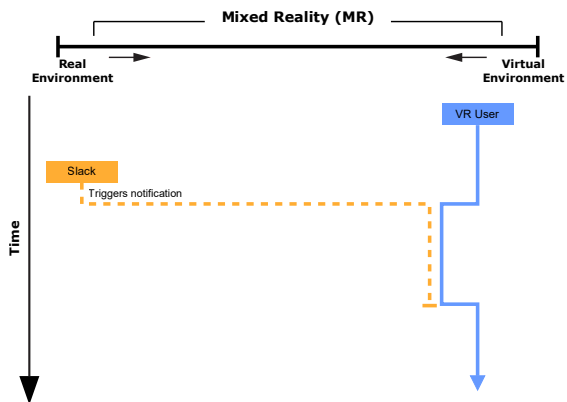 Mixed Reality (MR)
Real
Environment
Virtual
Environment
VR User
Slack
Triggers notification
Time